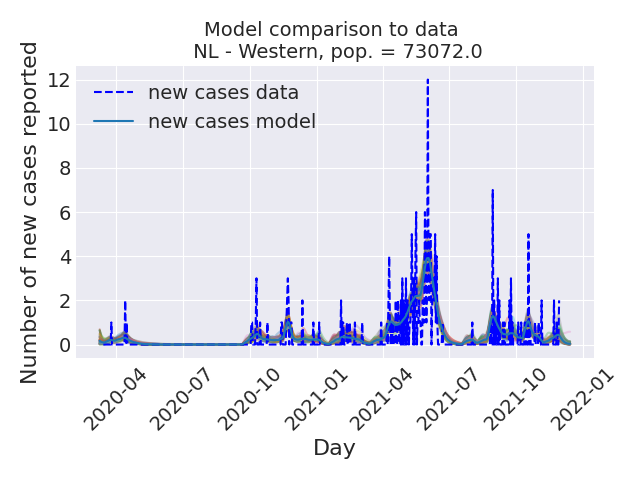 Model comparison to data
NL - Western, pop. = 73072.0
new cases data
new cases model
Number of new cases reported
12
10
8
6
4
2
0
2020-04
2020-07
2020-10
2021-01
2021-04
2021-07
2021-10
2022-01
Day